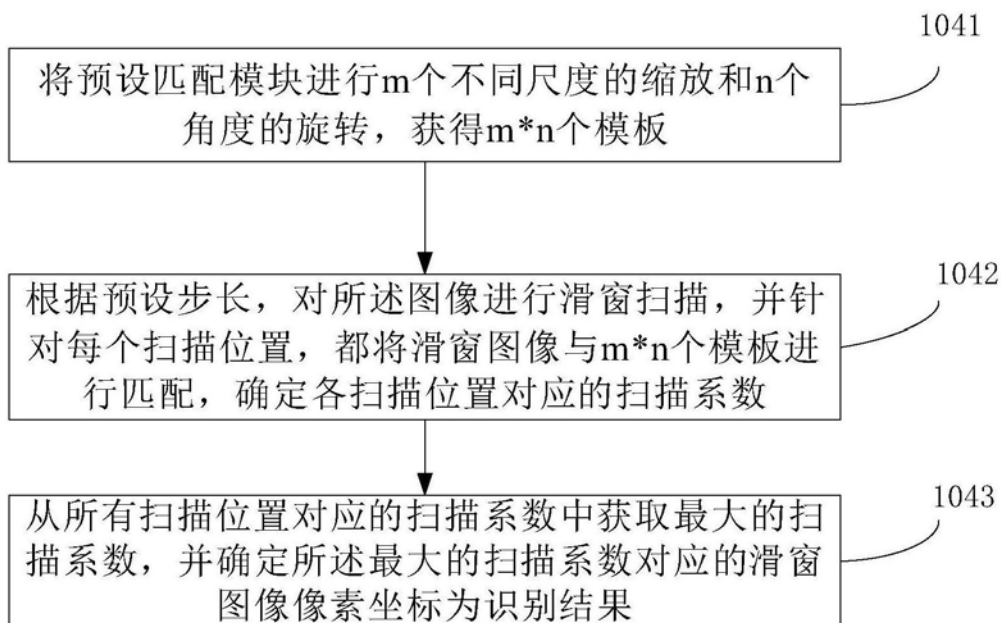 1041
将预设匹配模块进行m个不同尺度的缩放和n个
角度的旋转，获得m*n个模板
1042
根据预设步长，对所述图像进行滑窗扫描，并针
对每个扫描位置，都将滑窗图像与m*n个模板进
行匹配，确定各扫描位置对应的扫描系数
1043
从所有扫描位置对应的扫描系数中获取最大的扫
描系数，并确定所述最大的扫描系数对应的滑窗
图像像素坐标为识别结果